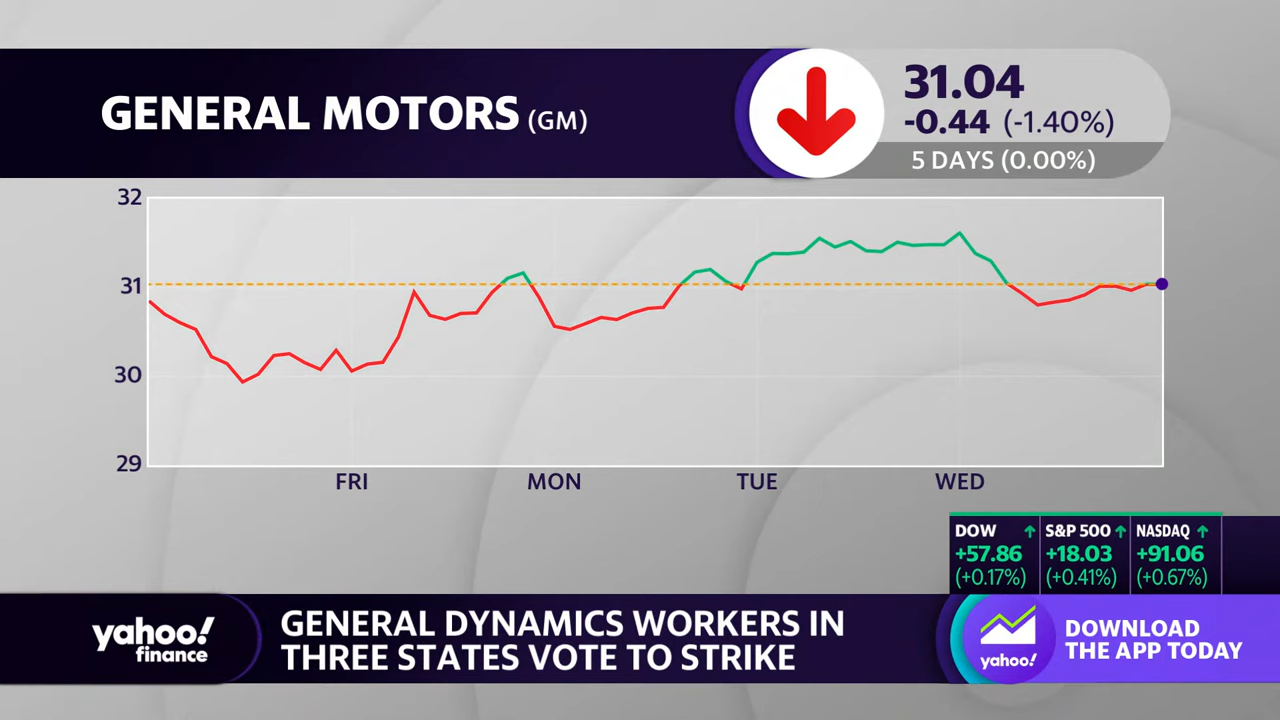 GENERAL MOTORS (GM)
31.04
-0.44 (-1.40%)
5 DAYS (0.00%)
32
31
30
29
FRI MON TUE WED
DOW S&P 500 NASDAQ
+57.86 +18.03 +91.06
(+0.17%) (+0.41%) (+0.67%)
yahoo!
finance
GENERAL DYNAMICS WORKERS IN
THREE STATES VOTE TO STRIKE
yahoo!
DOWNLOAD
THE APP TODAY